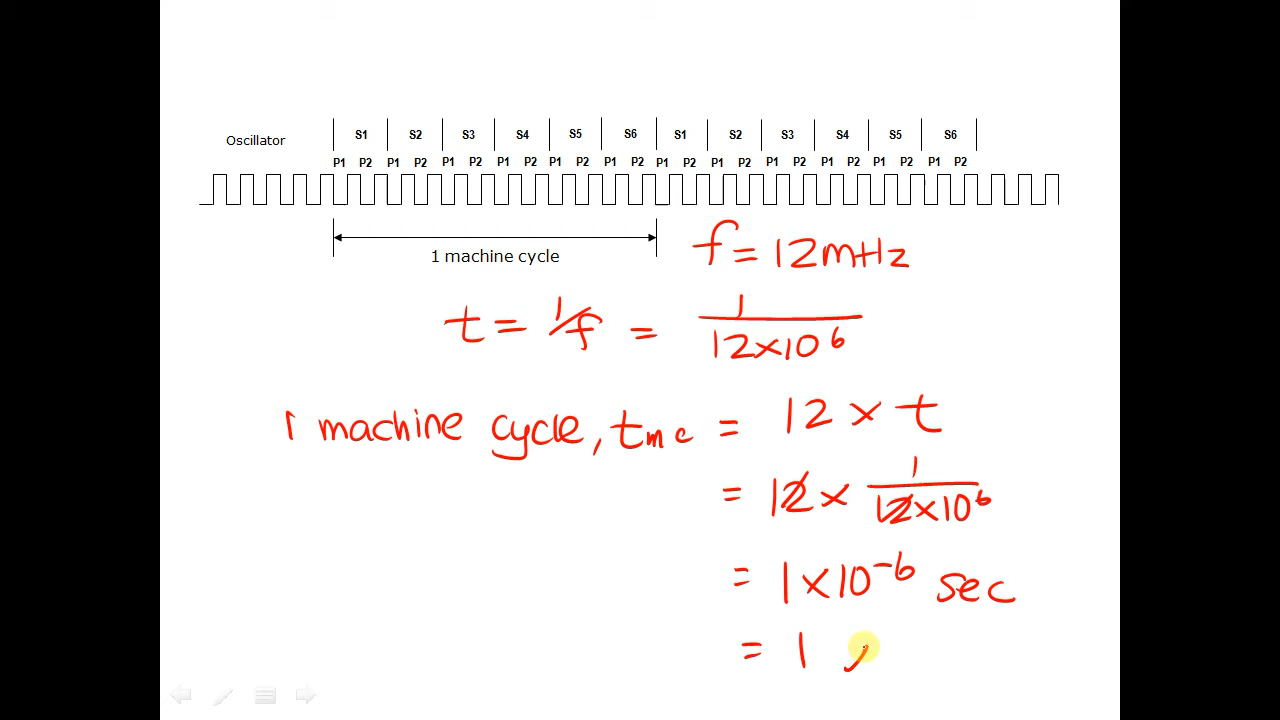 S1 S2 S3 S4 S5 S6 S1 S2 S3 S4 S5 S6
Oscillator
P1 P2 P1 P2 P1 P2 P1 P2 P1 P2 P1 P2 P1 P2 P1 P2 P1 P2 P1 P2 P1 P2 P1 P2
1 machine cycle
f = 12mHz
t = 1/f = 1/12×10⁶
1 machine cycle, tmc = 12 × t
= 12 × 1/12×10⁶
= 1×10⁻⁶ sec
= 1